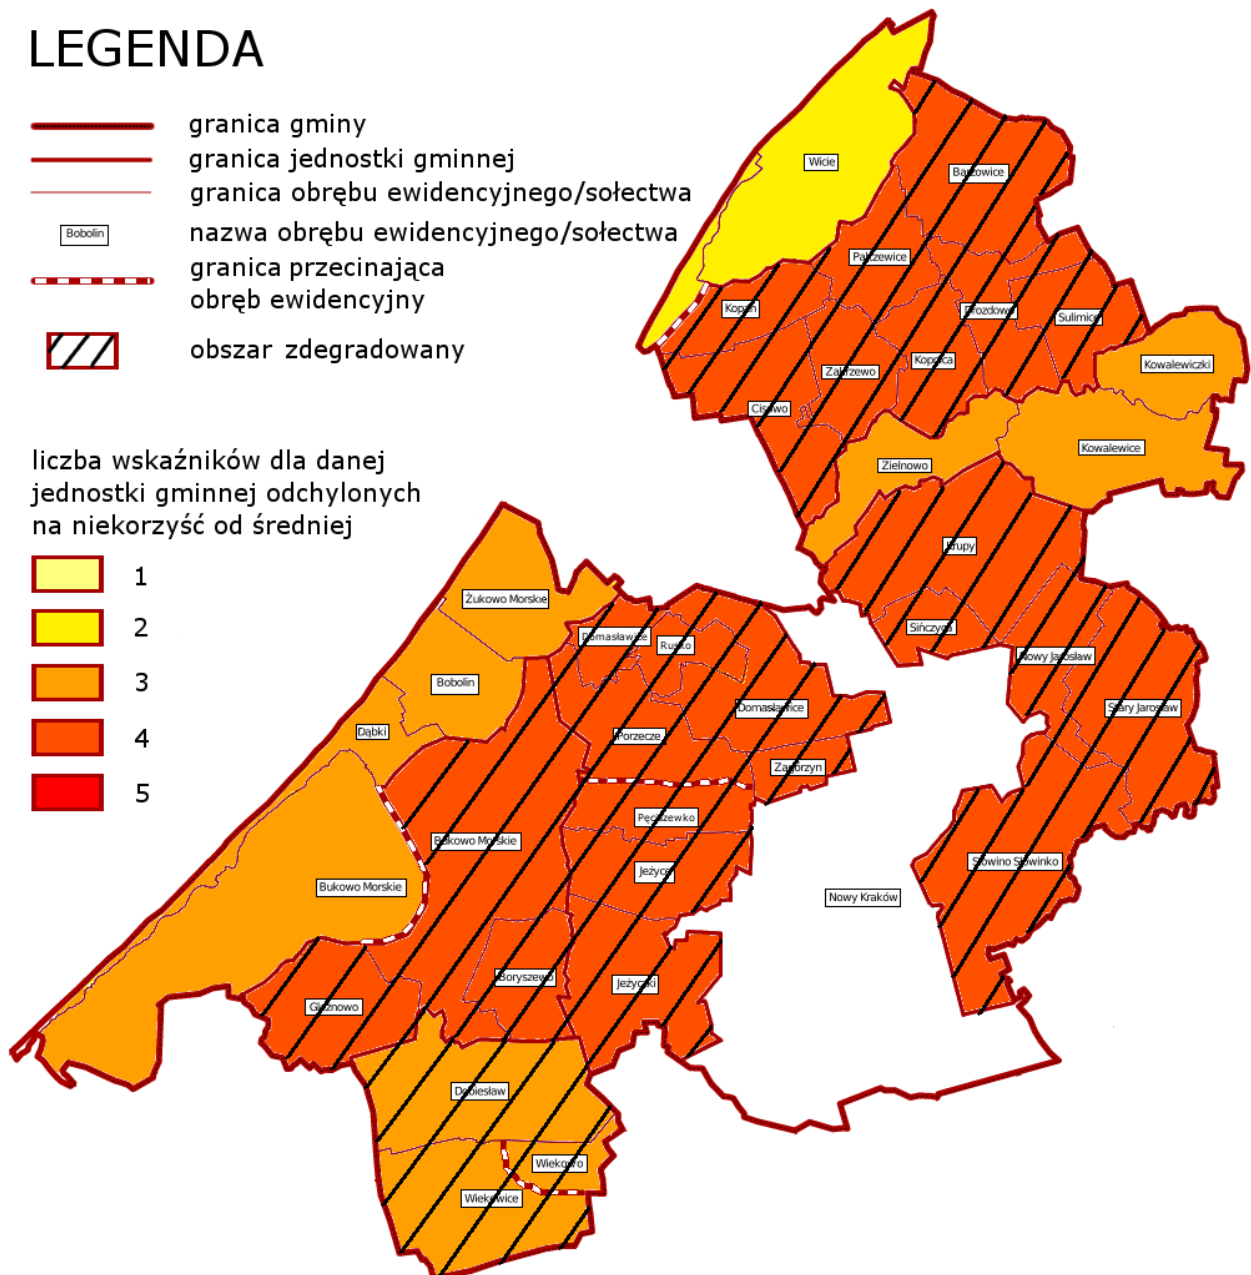 LEGENDA
granica gminy
granica jednostki gminnej
granica obrębu ewidencyjnego/sołectwa
Bobolin
nazwa obrębu ewidencyjnego/sołectwa
granica przecinająca
obręb ewidencyjny
obszar zdegradowany
liczba wskaźników dla danej
jednostki gminnej odchylonych
na niekorzyść od średniej
1
2
3
4
5
Wicie
Barzowice
Palczewice
Kopań
Drozdowo
Sulimice
Kowalewiczki
Kopnica
Zakrzewo
Cisowo
Kowalewice
Zielnowo
Krupy
Sińczyca
Nowy Jarosław
Stary Jarosław
Słowino Słowinko
Nowy Kraków
Żukowo Morskie
Domasławice
Rusko
Bobolin
Domasławice
Dąbki
Porzecze
Zagórzyn
Pęciszewko
Bukowo Morskie
Jeżyce
Bukowo Morskie
Boryszewo
Jeżyczki
Gleźnowo
Dobiesław
Wiekowo
Wiekowice